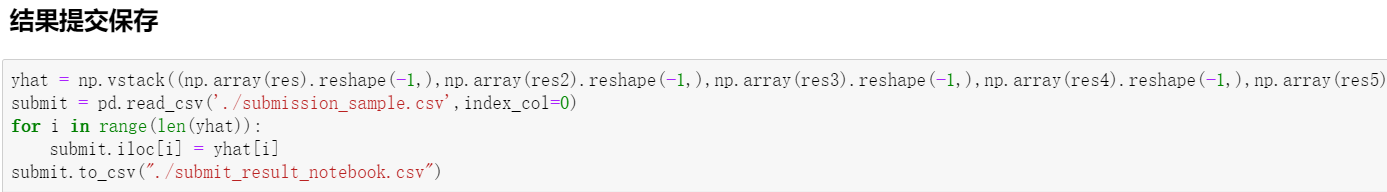 结果提交保存
yhat = np.vstack((np.array(res).reshape(-1,),np.array(res2).reshape(-1,),np.array(res3).reshape(-1,),np.array(res4).reshape(-1,),np.array(res5)
submit = pd.read_csv('./submission_sample.csv',index_col=0)
for i in range(len(yhat)):
    submit.iloc[i] = yhat[i]
submit.to_csv("./submit_result_notebook.csv")